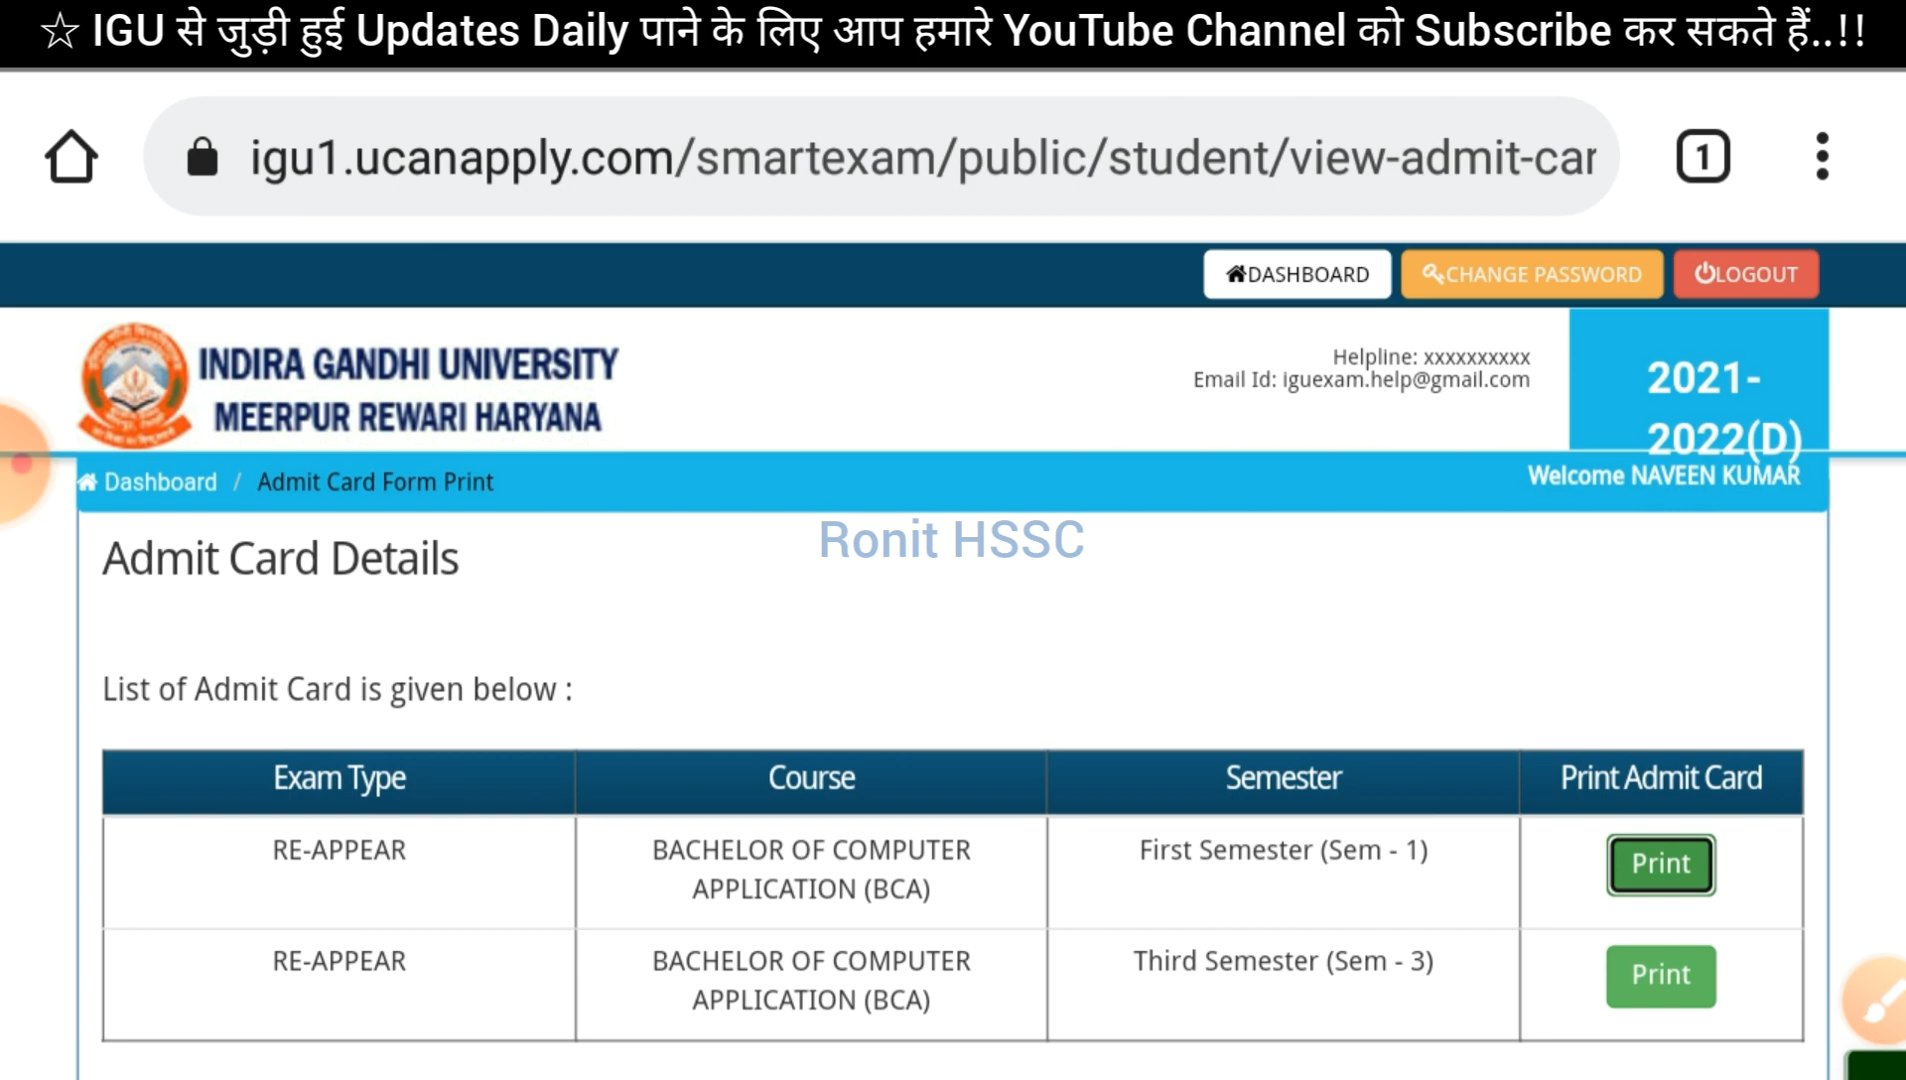 ☆ IGU से जुड़ी हुई Updates Daily पाने के लिए आप हमारे YouTube Channel को Subscribe कर सकते हैं..!!
igu1.ucanapply.com/smartexam/public/student/view-admit-car
1
DASHBOARD
CHANGE PASSWORD
LOGOUT
INDIRA GANDHI UNIVERSITY
MEERPUR REWARI HARYANA
Helpline: xxxxxxxxxx
Email Id: iguexam.help@gmail.com
2021-
2022(D)
Dashboard / Admit Card Form Print
Welcome NAVEEN KUMAR
Ronit HSSC
Admit Card Details
List of Admit Card is given below :
Exam Type Course Semester Print Admit Card
RE-APPEAR BACHELOR OF COMPUTER First Semester (Sem - 1) Print
APPLICATION (BCA)
RE-APPEAR BACHELOR OF COMPUTER Third Semester (Sem - 3) Print
APPLICATION (BCA)